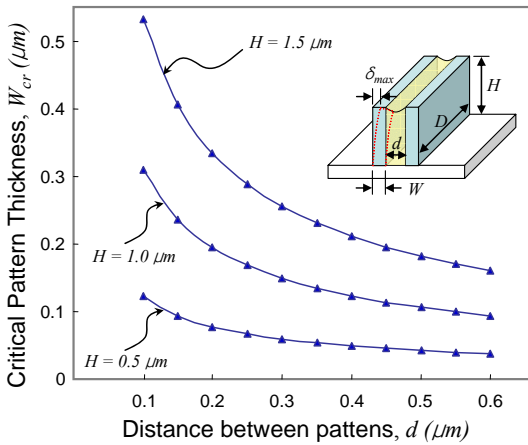 Critical Pattern Thickness, W_cr (μm)
0.5
0.4
0.3
0.2
0.1
0
H = 1.5 μm
H = 1.0 μm
H = 0.5 μm
δ_max
H
D
d
W
0.1 0.2 0.3 0.4 0.5 0.6
Distance between pattens, d (μm)